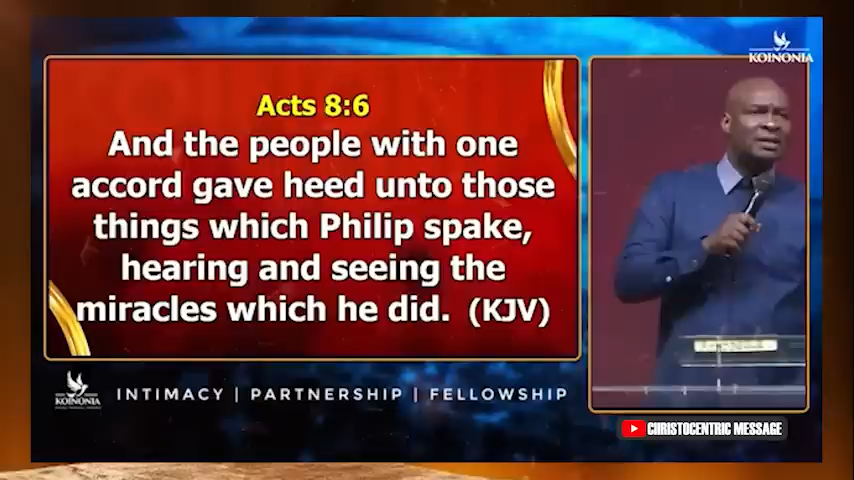 Acts 8:6
And the people with one
accord gave heed unto those
things which Philip spake,
hearing and seeing the
miracles which he did. (KJV)
KOINONIA
KOINONIA
INTIMACY | PARTNERSHIP | FELLOWSHIP
CHRISTOCENTRIC MESSAGE